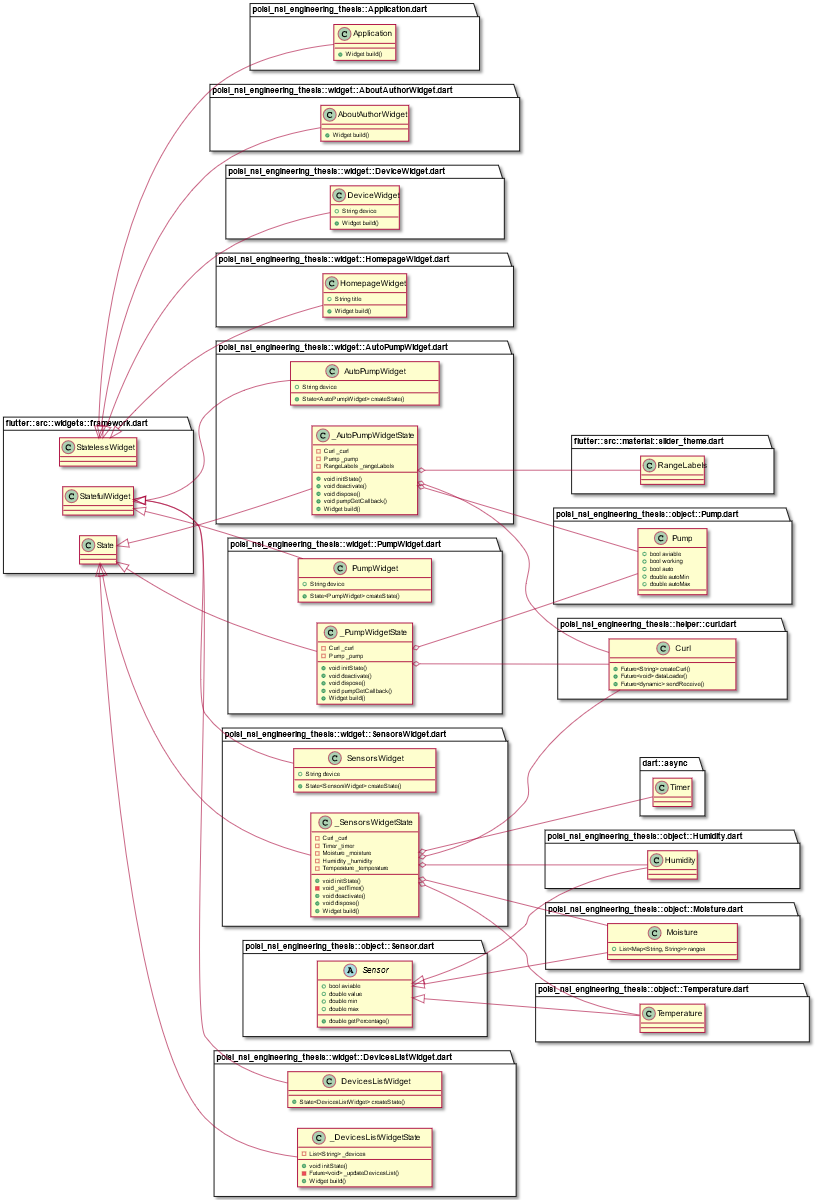 polsl_nsi_engineering_thesis::Application.dart
C Application
Widget build()
polsl_nsi_engineering_thesis::widget::AboutAuthorWidget.dart
C AboutAuthorWidget
Widget build()
polsl_nsi_engineering_thesis::widget::DeviceWidget.dart
C DeviceWidget
String device
Widget build()
polsl_nsi_engineering_thesis::widget::HomepageWidget.dart
C HomepageWidget
String title
Widget build()
polsl_nsi_engineering_thesis::widget::AutoPumpWidget.dart
C AutoPumpWidget
String device
State<AutoPumpWidget> createState()
C _AutoPumpWidgetState
Curl _curl
Pump _pump
RangeLabels _rangeLabels
void initState()
void deactivate()
void dispose()
void pumpGetCallback()
Widget build()
flutter::src::widgets::framework.dart
C StatelessWidget
C StatefulWidget
C State
flutter::src::material::slider_theme.dart
C RangeLabels
polsl_nsi_engineering_thesis::object::Pump.dart
C Pump
bool aviable
bool working
bool auto
double autoMin
double autoMax
polsl_nsi_engineering_thesis::widget::PumpWidget.dart
C PumpWidget
String device
State<PumpWidget> createState()
C _PumpWidgetState
Curl _curl
Pump _pump
void initState()
void deactivate()
void dispose()
void pumpGetCallback()
Widget build()
polsl_nsi_engineering_thesis::helper::curl.dart
C Curl
Future<String> createCurl()
Future<void> dataLoader()
Future<dynamic> sendReceive()
polsl_nsi_engineering_thesis::widget::SensorsWidget.dart
C SensorsWidget
String device
State<SensorsWidget> createState()
C _SensorsWidgetState
Curl _curl
Timer _timer
Moisture _moisture
Humidity _humidity
Temperature _temperature
void initState()
void _setTimer()
void deactivate()
void dispose()
Widget build()
dart::async
C Timer
polsl_nsi_engineering_thesis::object::Humidity.dart
C Humidity
polsl_nsi_engineering_thesis::object::Moisture.dart
C Moisture
List<Map<String, String>> ranges
polsl_nsi_engineering_thesis::object::Sensor.dart
A Sensor
bool aviable
double value
double min
double max
double getPercentage()
polsl_nsi_engineering_thesis::object::Temperature.dart
C Temperature
polsl_nsi_engineering_thesis::widget::DevicesListWidget.dart
C DevicesListWidget
State<DevicesListWidget> createState()
C _DevicesListWidgetState
List<String> _devices
void initState()
Future<void> _updateDevicesList()
Widget build()